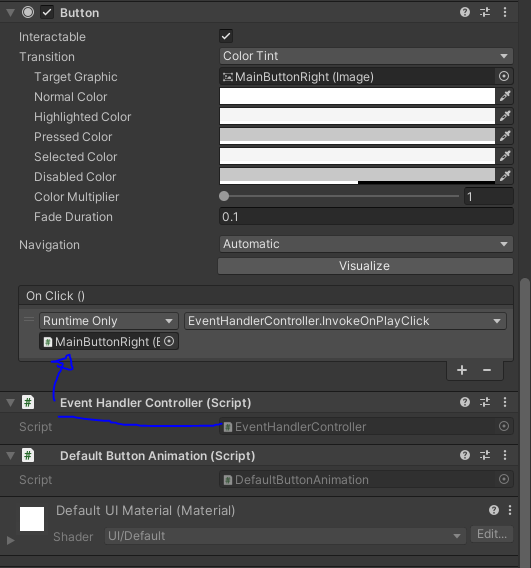 Button
Interactable
Transition Color Tint
Target Graphic MainButtonRight (Image)
Normal Color
Highlighted Color
Pressed Color
Selected Color
Disabled Color
Color Multiplier 1
Fade Duration 0.1
Navigation Automatic
Visualize
On Click ()
Runtime Only EventHandlerController.InvokeOnPlayClick
MainButtonRight (E
+ −
# Event Handler Controller (Script)
Script EventHandlerController
# Default Button Animation (Script)
Script DefaultButtonAnimation
Default UI Material (Material)
Shader UI/Default Edit...